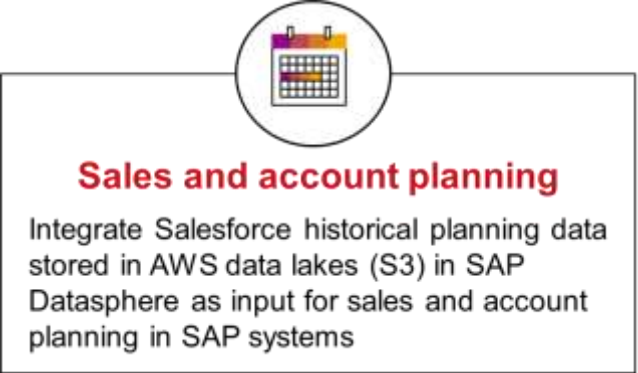 Sales and account planning
Integrate Salesforce historical planning data
stored in AWS data lakes (S3) in SAP
Datasphere as input for sales and account
planning in SAP systems